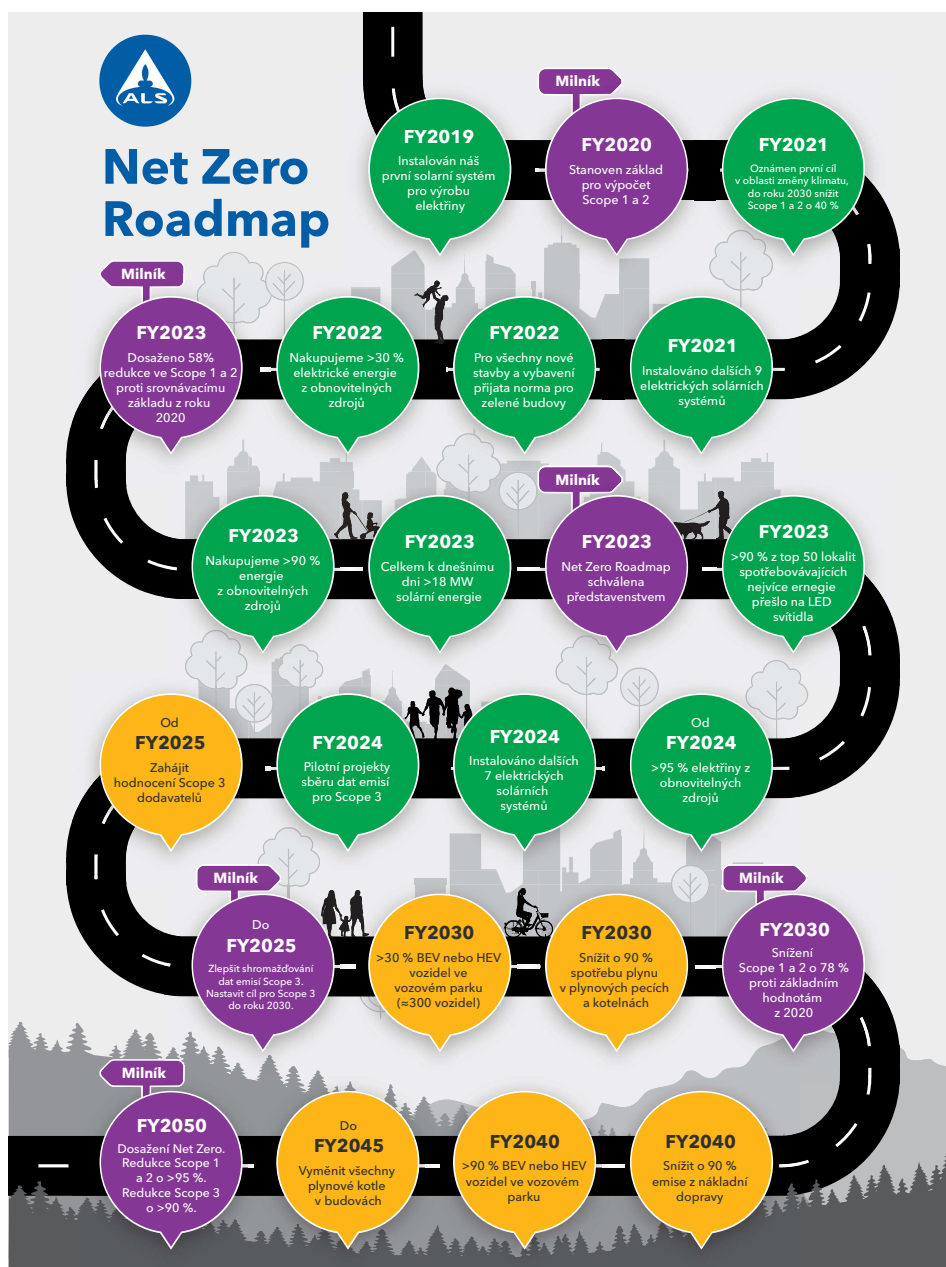 ALS
Net Zero
Roadmap
FY2019
Instalován náš
první solarní systém
pro výrobu
elektřiny
Milník
FY2020
Stanoven základ
pro výpočet
Scope 1 a 2
FY2021
Oznámen první cíl
v oblasti změny klimatu,
do roku 2030 snížit
Scope 1 a 2 o 40 %
FY2021
Instalováno dalších 9
elektrických solárních
systémů
FY2022
Pro všechny nové
stavby a vybavení
přijata norma pro
zelené budovy
FY2022
Nakupujeme >30 %
elektrické energie
z obnovitelných
zdrojů
Milník
FY2023
Dosaženo 58%
redukce ve Scope 1 a 2
proti srovnávacímu
základu z roku
2020
FY2023
Nakupujeme >90 %
energie
z obnovitelných
zdrojů
FY2023
Celkem k dnešnímu
dni >18 MW
solární energie
Milník
FY2023
Net Zero Roadmap
schválena
představenstvem
FY2023
>90 % z top 50 lokalit
spotřebovávajících
nejvíce ernegie
přešlo na LED
svítidla
Od
FY2024
>95 % elektřiny z
obnovitelných
zdrojů
FY2024
Instalováno dalších
7 elektrických
solárních
systémů
FY2024
Pilotní projekty
sběru dat emisí
pro Scope 3
Od
FY2025
Zahájit
hodnocení Scope 3
dodavatelů
Milník
Do
FY2025
Zlepšit shromažďování
dat emisí Scope 3.
Nastavit cíl pro Scope 3
do roku 2030.
FY2030
>30 % BEV nebo HEV
vozidel ve
vozovém parku
(≈300 vozidel)
FY2030
Snížit o 90 %
spotřebu plynu
v plynových pecích
a kotelnách
Milník
FY2030
Snížení
Scope 1 a 2 o 78 %
proti základním
hodnotám
z 2020
FY2040
Snížit o 90 %
emise z nákladní
dopravy
FY2040
>90 % BEV nebo HEV
vozidel ve vozovém
parku
Do
FY2045
Vyměnit všechny
plynové kotle
v budovách
Milník
FY2050
Dosažení Net Zero.
Redukce Scope 1
a 2 o >95 %.
Redukce Scope 3
o >90 %.